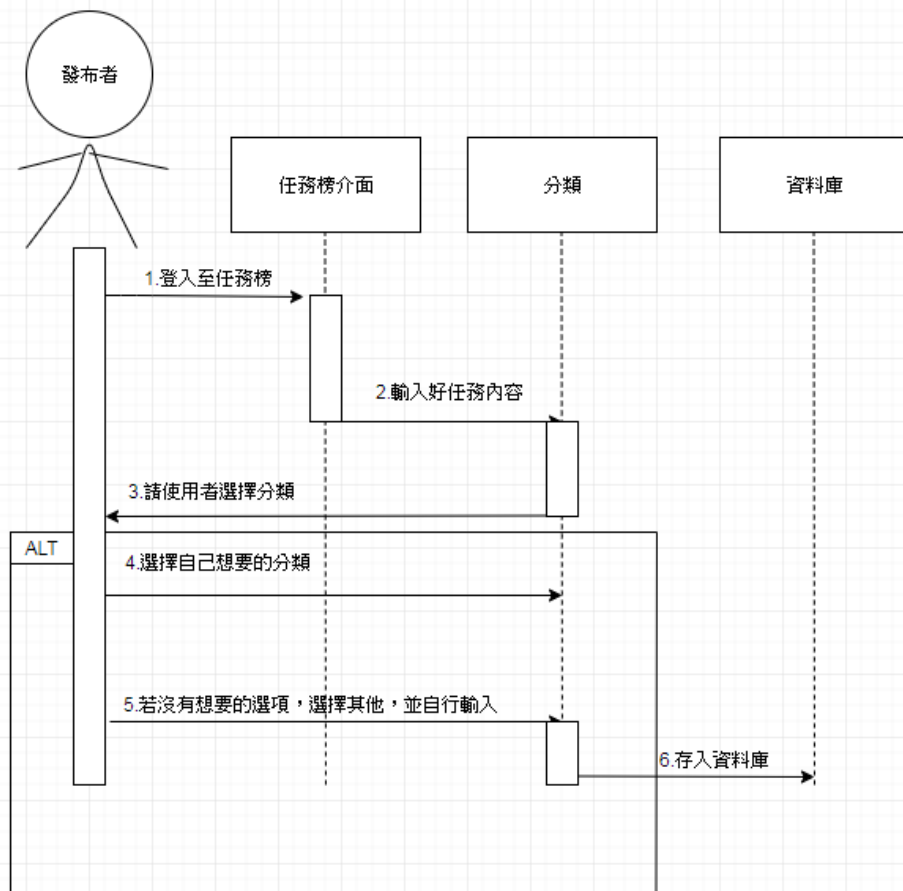 發布者
任務榜介面
分類
資料庫
1.登入至任務榜
2.輸入好任務內容
3.請使用者選擇分類
ALT
4.選擇自己想要的分類
5.若沒有想要的選項，選擇其他，並自行輸入
6.存入資料庫